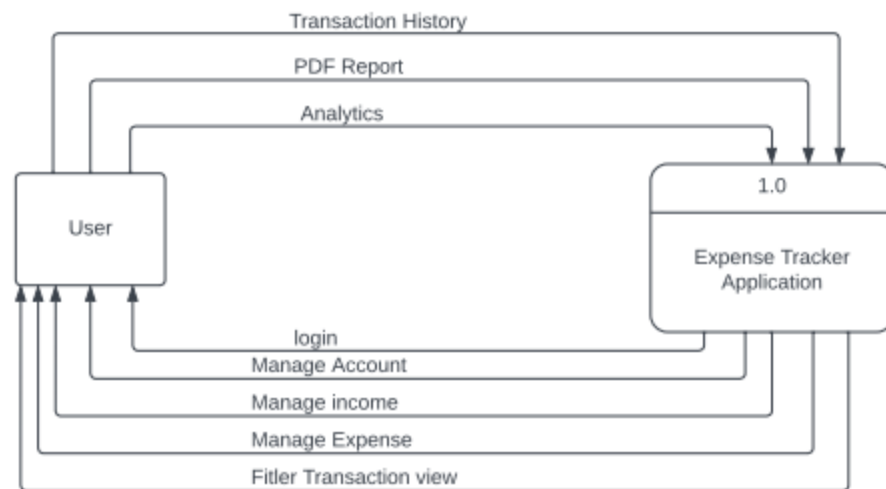 Transaction History
PDF Report
Analytics
1.0
User
Expense Tracker
Application
login
Manage Account
Manage income
Manage Expense
Fitler Transaction view